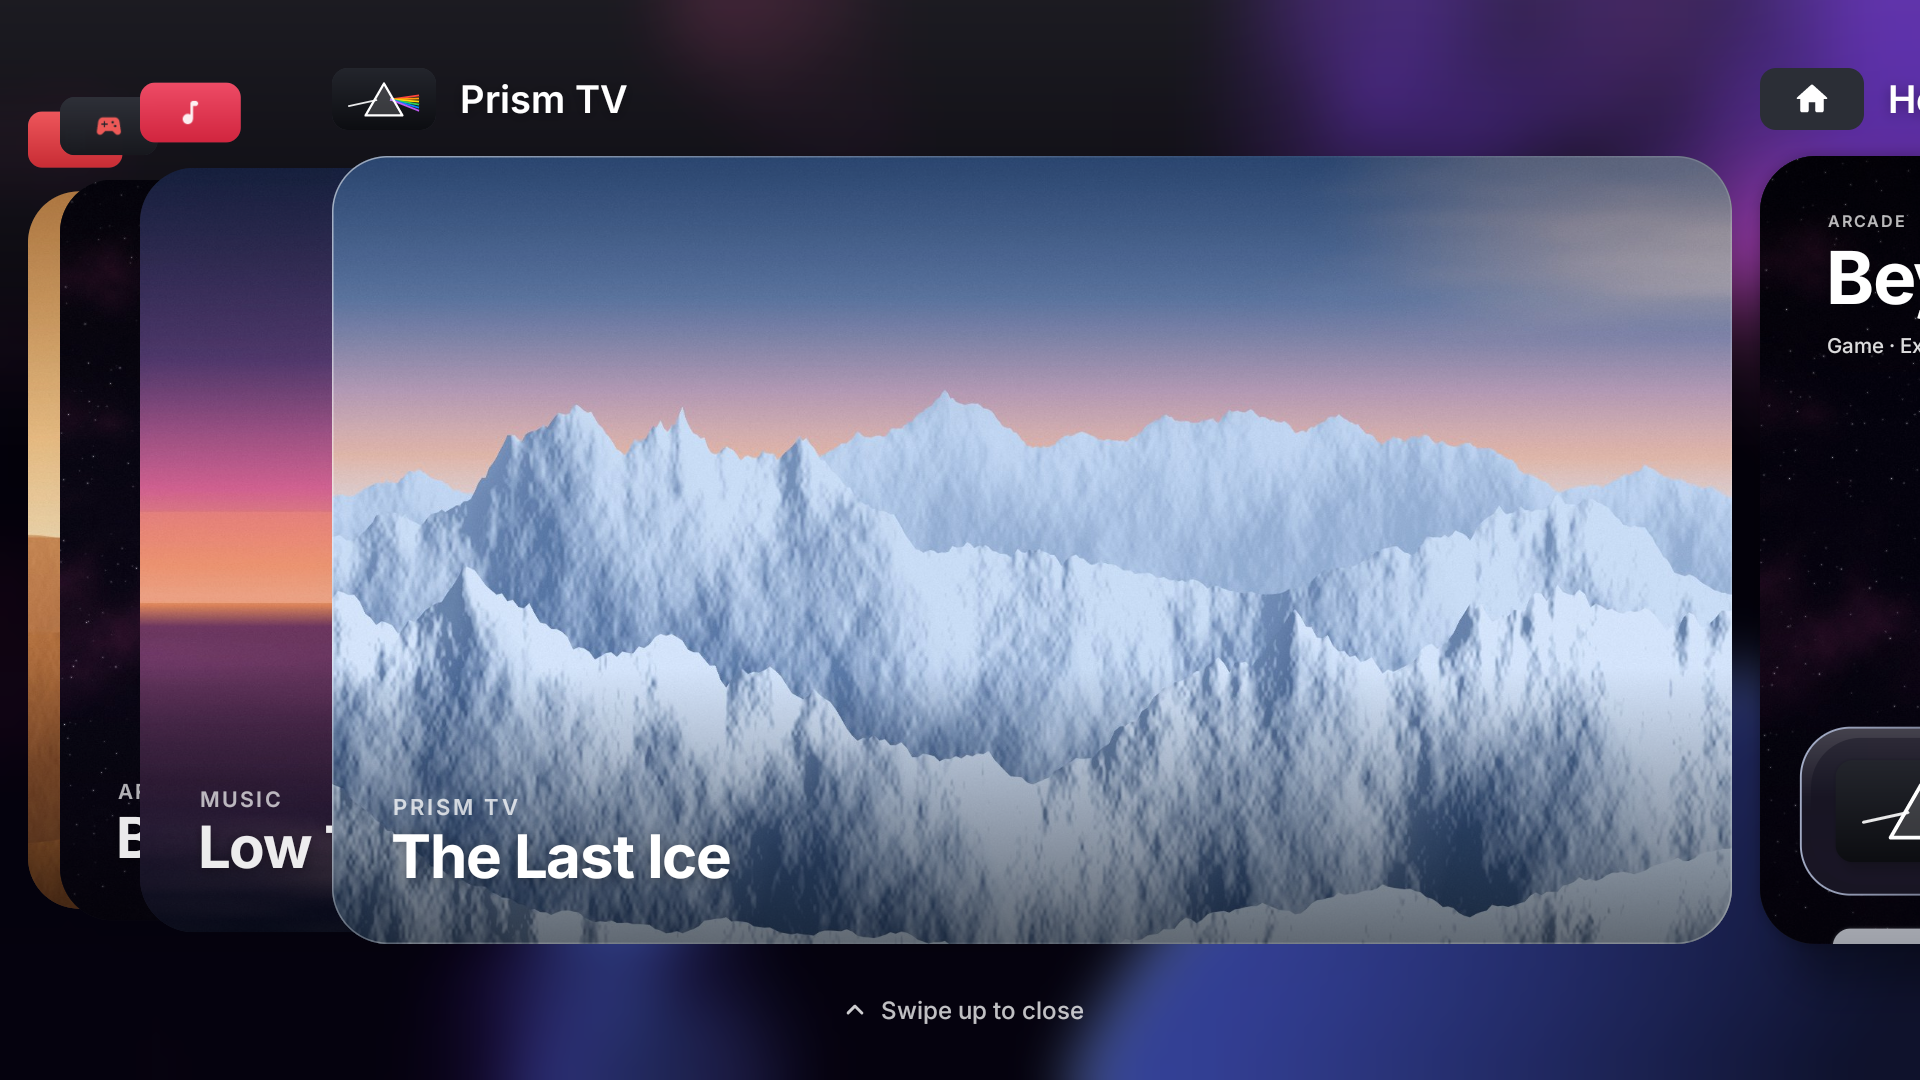 Prism TV
ARCADE
Game ·
MUSIC
Low
PRISM TV
The Last Ice
Swipe up to close